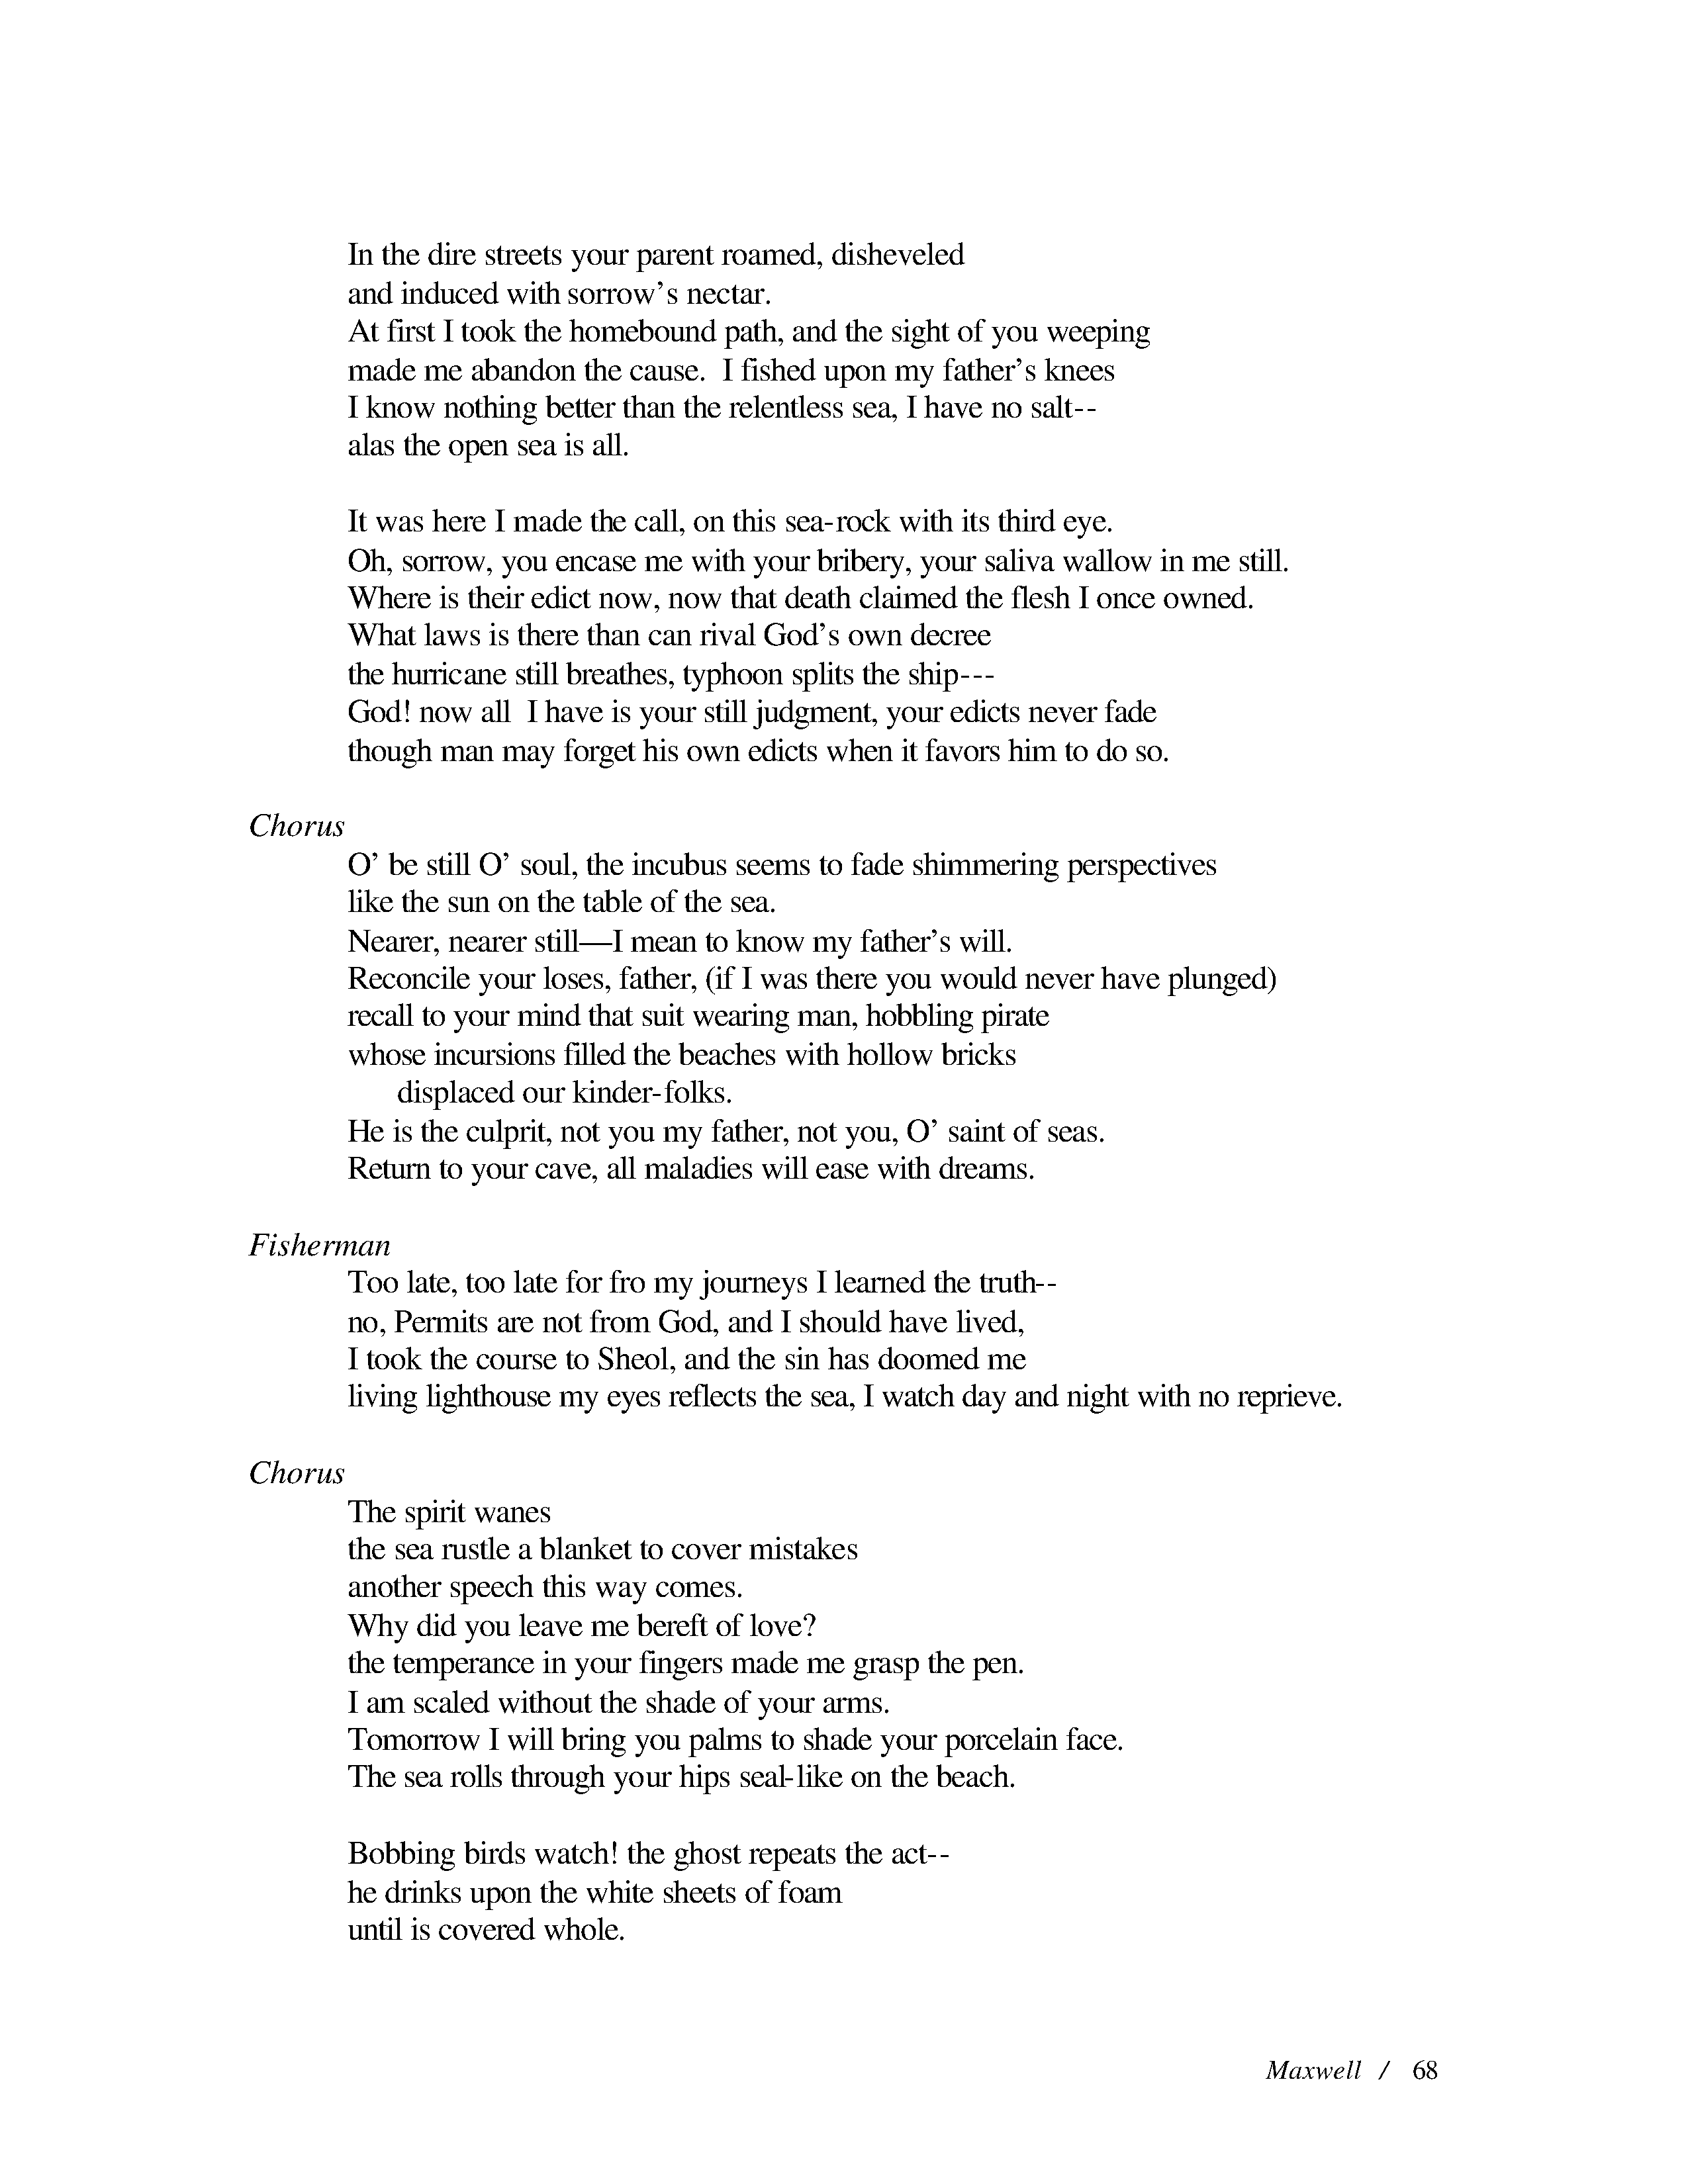 In the dire streets your parent roamed, disheveled
and induced with sorrow’s nectar.
At first I took the homebound path, and the sight of you weeping
made me abandon the cause.  I fished upon my father’s knees
I know nothing better than the relentless sea, I have no salt--
alas the open sea is all.

It was here I made the call, on this sea-rock with its third eye.
Oh, sorrow, you encase me with your bribery, your saliva wallow in me still.
Where is their edict now, now that death claimed the flesh I once owned.
What laws is there than can rival God’s own decree
the hurricane still breathes, typhoon splits the ship---
God! now all  I have is your still judgment, your edicts never fade
though man may forget his own edicts when it favors him to do so.

Chorus
O’ be still O’ soul, the incubus seems to fade shimmering perspectives
like the sun on the table of the sea.
Nearer, nearer still—I mean to know my father’s will.
Reconcile your loses, father, (if I was there you would never have plunged)
recall to your mind that suit wearing man, hobbling pirate
whose incursions filled the beaches with hollow bricks
displaced our kinder-folks.
He is the culprit, not you my father, not you, O’ saint of seas.
Return to your cave, all maladies will ease with dreams.

Fisherman
Too late, too late for fro my journeys I learned the truth--
no, Permits are not from God, and I should have lived,
I took the course to Sheol, and the sin has doomed me
living lighthouse my eyes reflects the sea, I watch day and night with no reprieve.

Chorus
The spirit wanes
the sea rustle a blanket to cover mistakes
another speech this way comes.
Why did you leave me bereft of love?
the temperance in your fingers made me grasp the pen.
I am scaled without the shade of your arms.
Tomorrow I will bring you palms to shade your porcelain face.
The sea rolls through your hips seal-like on the beach.

Bobbing birds watch! the ghost repeats the act--
he drinks upon the white sheets of foam
until is covered whole.

Maxwell / 68